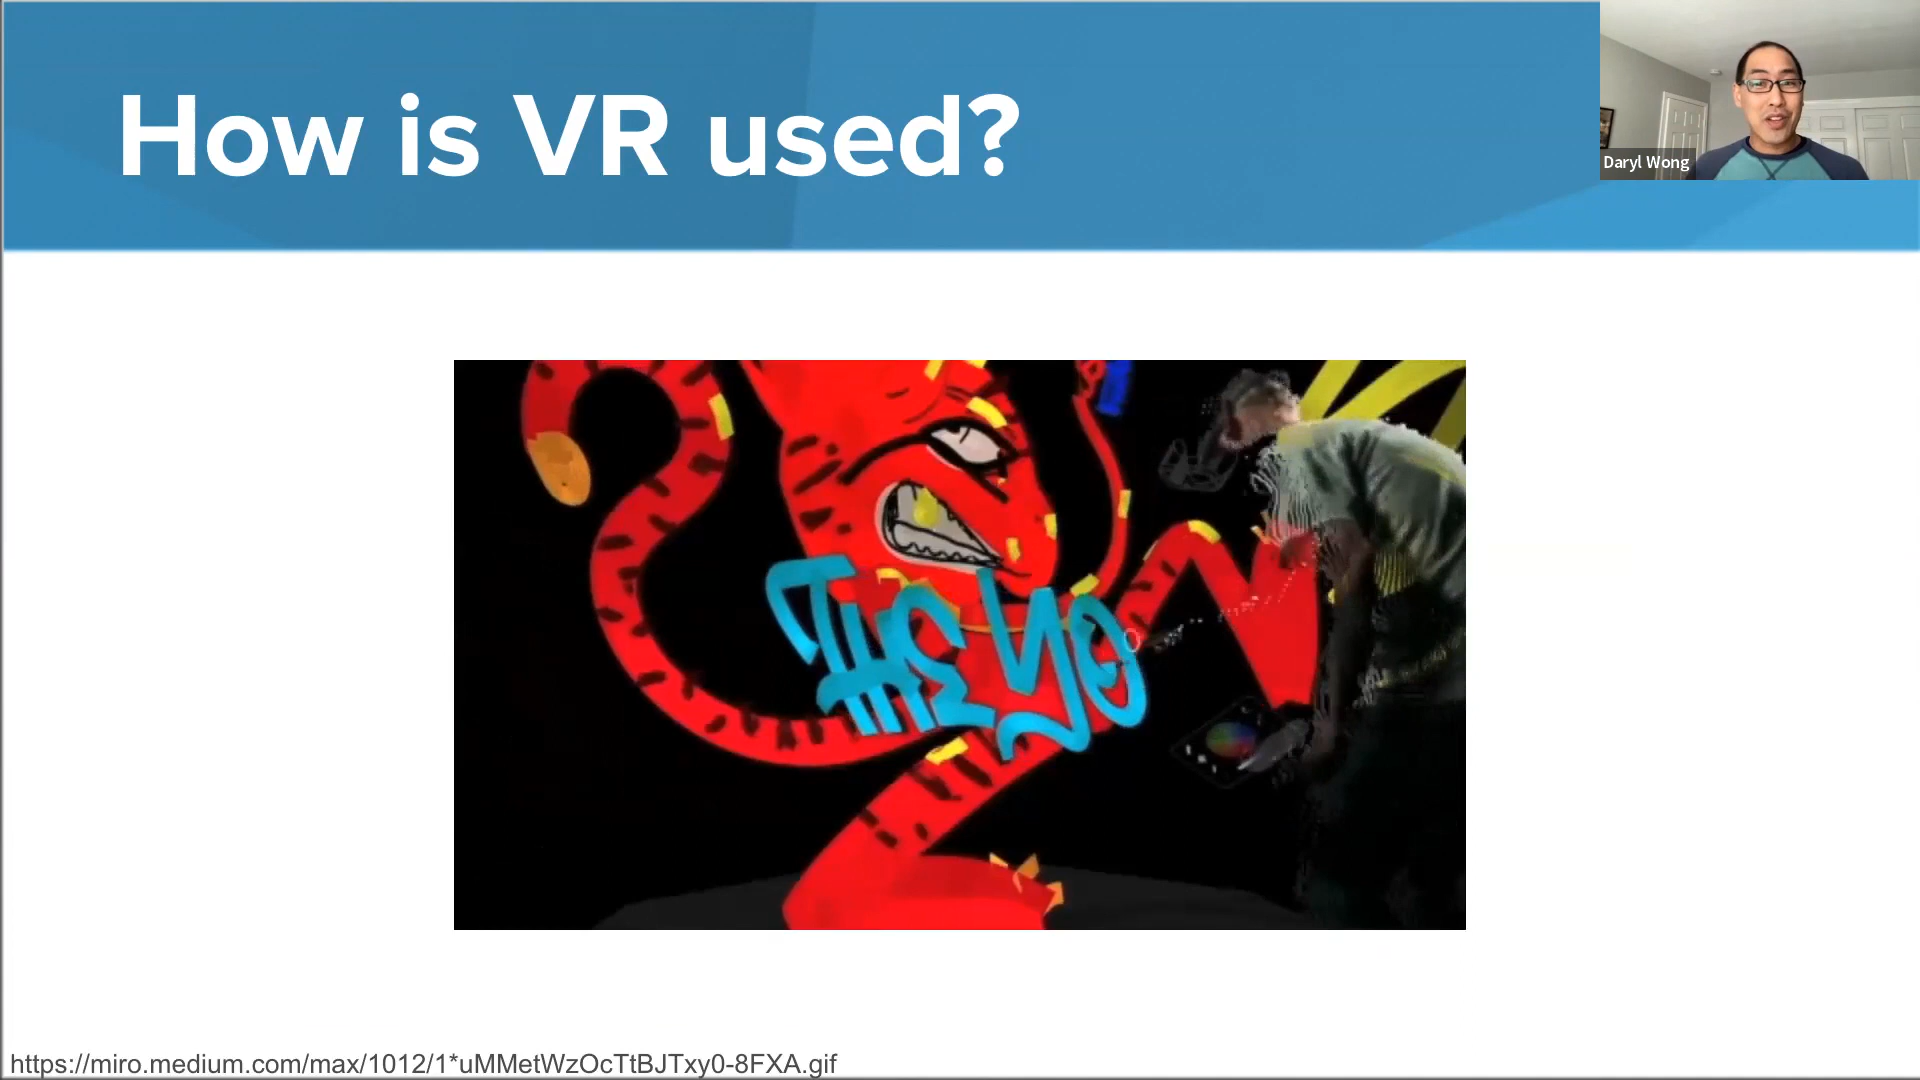 How is VR used?
Daryl Wong
THE YO
https://miro.medium.com/max/1012/1*uMMetWzOcTtBJTxy0-8FXA.gif